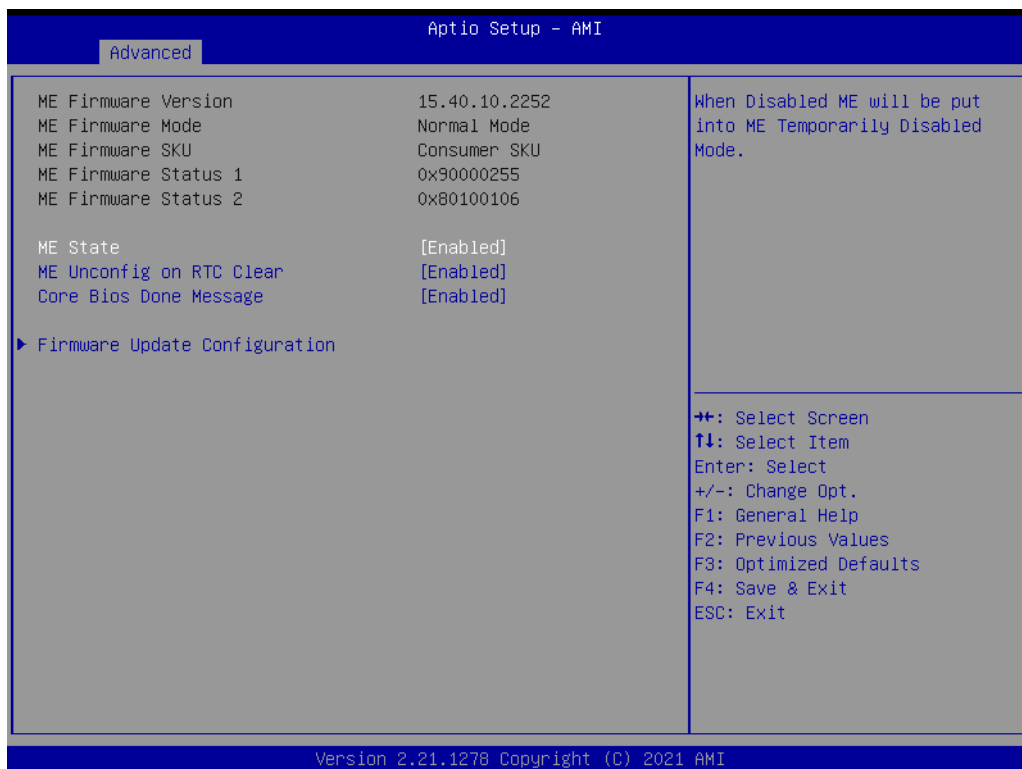 Aptio Setup – AMI
Advanced
ME Firmware Version 15.40.10.2252
ME Firmware Mode Normal Mode
ME Firmware SKU Consumer SKU
ME Firmware Status 1 0x90000255
ME Firmware Status 2 0x80100106
ME State [Enabled]
ME Unconfig on RTC Clear [Enabled]
Core Bios Done Message [Enabled]
▶ Firmware Update Configuration
When Disabled ME will be put
into ME Temporarily Disabled
Mode.
→←: Select Screen
↑↓: Select Item
Enter: Select
+/-: Change Opt.
F1: General Help
F2: Previous Values
F3: Optimized Defaults
F4: Save & Exit
ESC: Exit
Version 2.21.1278 Copyright (C) 2021 AMI